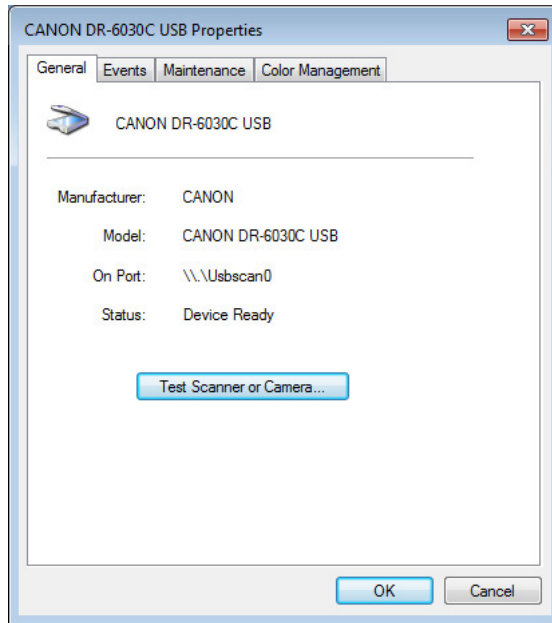 CANON DR-6030C USB Properties
General Events Maintenance Color Management
CANON DR-6030C USB
Manufacturer: CANON
Model: CANON DR-6030C USB
On Port: \\.\Usbscan0
Status: Device Ready
Test Scanner or Camera...
OK Cancel